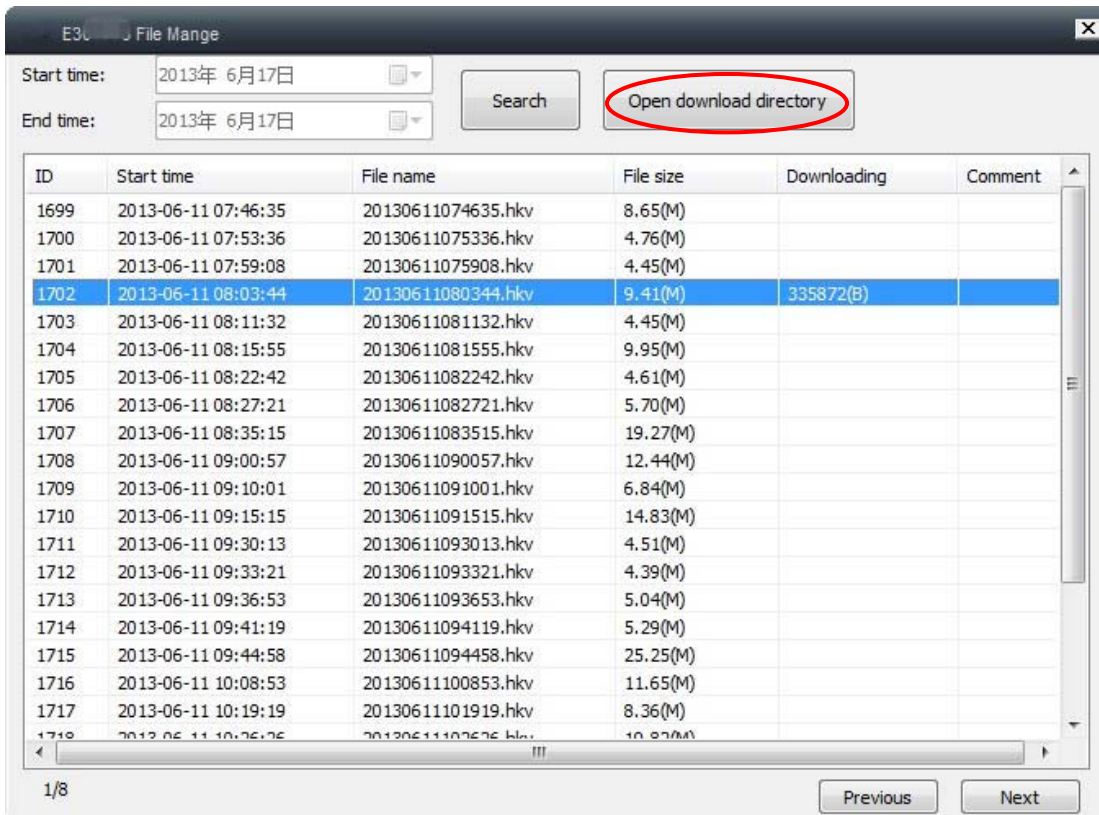 File Mange
Start time: 2013年 6月17日
End time: 2013年 6月17日
Search
Open download directory
ID Start time File name File size Downloading Comment
1699 2013-06-11 07:46:35 20130611074635.hkv 8.65(M)
1700 2013-06-11 07:53:36 20130611075336.hkv 4.76(M)
1701 2013-06-11 07:59:08 20130611075908.hkv 4.45(M)
1702 2013-06-11 08:03:44 20130611080344.hkv 9.41(M) 335872(B)
1703 2013-06-11 08:11:32 20130611081132.hkv 4.45(M)
1704 2013-06-11 08:15:55 20130611081555.hkv 9.95(M)
1705 2013-06-11 08:22:42 20130611082242.hkv 4.61(M)
1706 2013-06-11 08:27:21 20130611082721.hkv 5.70(M)
1707 2013-06-11 08:35:15 20130611083515.hkv 19.27(M)
1708 2013-06-11 09:00:57 20130611090057.hkv 12.44(M)
1709 2013-06-11 09:10:01 20130611091001.hkv 6.84(M)
1710 2013-06-11 09:15:15 20130611091515.hkv 14.83(M)
1711 2013-06-11 09:30:13 20130611093013.hkv 4.51(M)
1712 2013-06-11 09:33:21 20130611093321.hkv 4.39(M)
1713 2013-06-11 09:36:53 20130611093653.hkv 5.04(M)
1714 2013-06-11 09:41:19 20130611094119.hkv 5.29(M)
1715 2013-06-11 09:44:58 20130611094458.hkv 25.25(M)
1716 2013-06-11 10:08:53 20130611100853.hkv 11.65(M)
1717 2013-06-11 10:19:19 20130611101919.hkv 8.36(M)
1718 2013-06-11 10:26:26 20130611102626.hkv 10.82(M)
1/8
Previous
Next